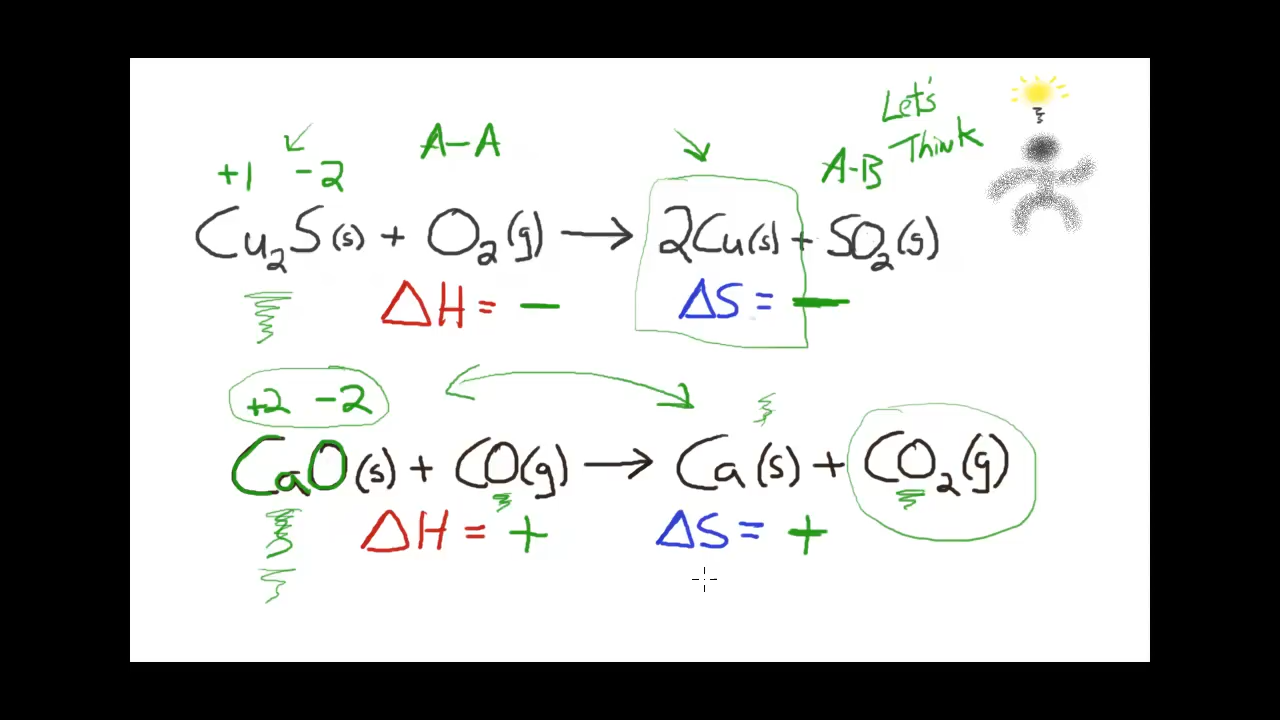 Let's
Think
+1 -2 A-A A-B
Cu₂S(s) + O₂(g) → 2Cu(s) + SO₂(g)
ΔH = - ΔS = -
+2 -2
CaO(s) + CO(g) → Ca(s) + CO₂(g)
ΔH = + ΔS = +